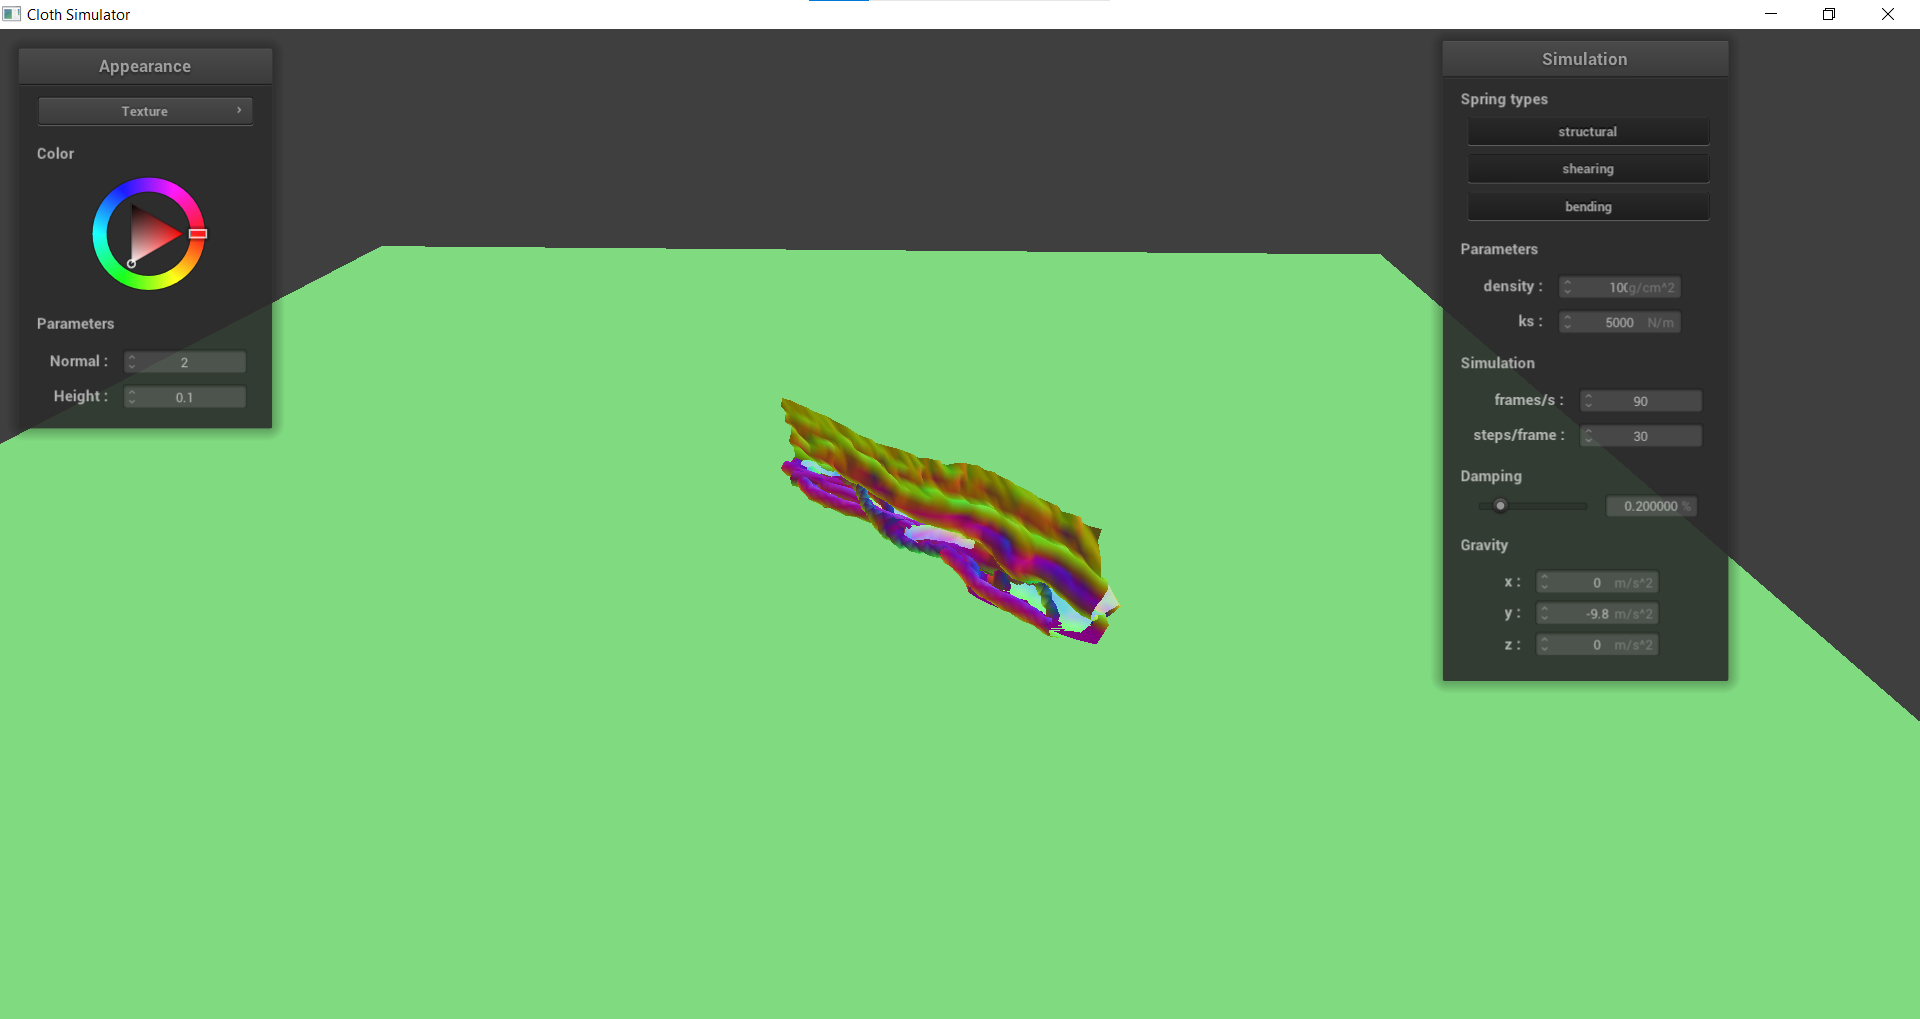 Cloth Simulator
Appearance
Texture
Color
Parameters
Normal : 2
Height : 0.1
Simulation
Spring types
structural
shearing
bending
Parameters
density : 10 g/cm^2
ks : 5000 N/m
Simulation
frames/s : 90
steps/frame : 30
Damping
0.200000 %
Gravity
x : 0 m/s^2
y : -9.8 m/s^2
z : 0 m/s^2